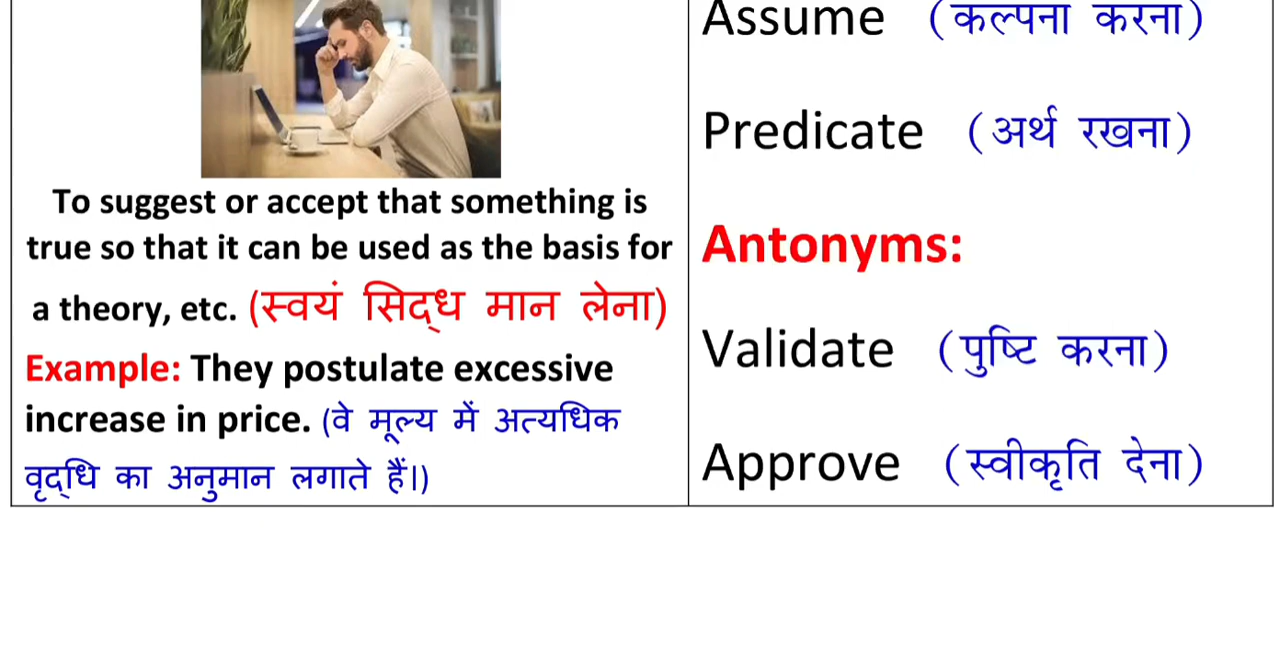 To suggest or accept that something is
true so that it can be used as the basis for
a theory, etc. (स्वयं सिद्ध मान लेना)
Example: They postulate excessive
increase in price. (वे मूल्य में अत्यधिक
वृद्धि का अनुमान लगाते हैं।)
Assume (कल्पना करना)
Predicate (अर्थ रखना)
Antonyms:
Validate (पुष्टि करना)
Approve (स्वीकृति देना)